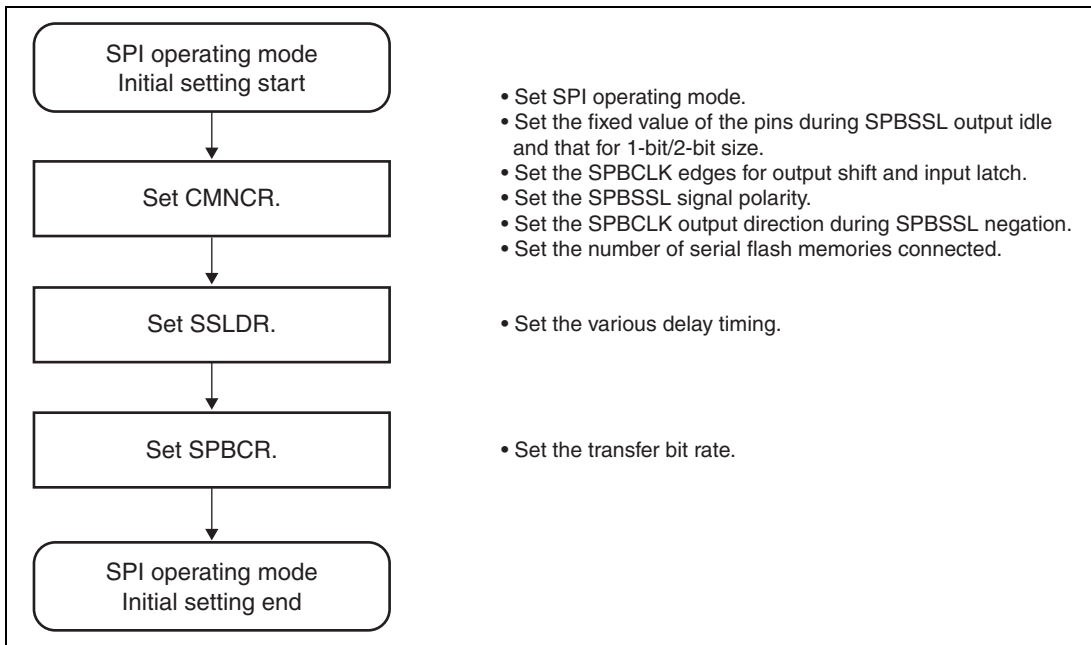 SPI operating mode
Initial setting start
Set CMNCR.
• Set SPI operating mode.
• Set the fixed value of the pins during SPBSSL output idle
and that for 1-bit/2-bit size.
• Set the SPBCLK edges for output shift and input latch.
• Set the SPBSSL signal polarity.
• Set the SPBCLK output direction during SPBSSL negation.
• Set the number of serial flash memories connected.
Set SSLDR.
• Set the various delay timing.
Set SPBCR.
• Set the transfer bit rate.
SPI operating mode
Initial setting end